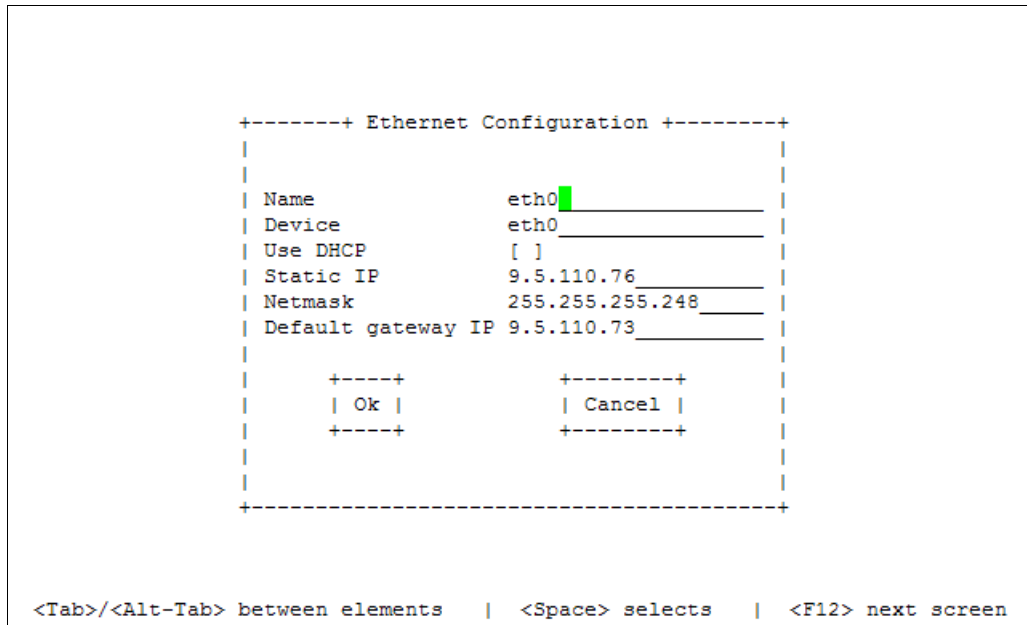 +-------+ Ethernet Configuration +--------+
Name eth0
Device eth0
Use DHCP [ ]
Static IP 9.5.110.76
Netmask 255.255.255.248
Default gateway IP 9.5.110.73
+----+ +--------+
| Ok | | Cancel |
+----+ +--------+
+-----------------------------------------+
<Tab>/<Alt-Tab> between elements | <Space> selects | <F12> next screen